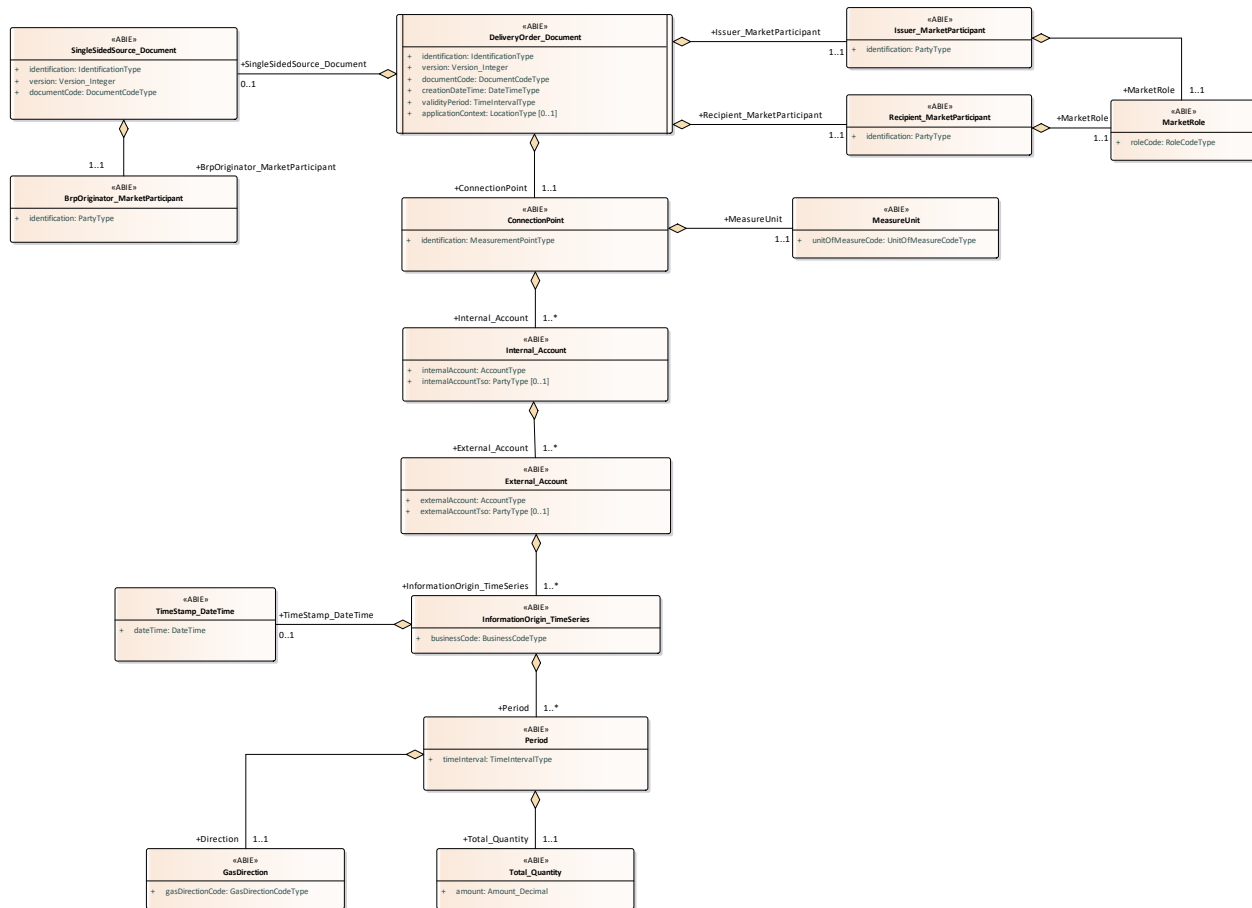 «ABIE»
SingleSidedSource_Document
+ identification: IdentificationType
+ version: Version_Integer
+ documentCode: DocumentCodeType
+SingleSidedSource_Document
0..1
«ABIE»
DeliveryOrder_Document
+ identification: IdentificationType
+ version: Version_Integer
+ documentCode: DocumentCodeType
+ creationDateTime: DateTimeType
+ validityPeriod: TimeIntervalType
+ applicationContext: LocationType [0..1]
+Issuer_MarketParticipant
1..1
«ABIE»
Issuer_MarketParticipant
+ identification: PartyType
+MarketRole
1..1
+Recipient_MarketParticipant
1..1
«ABIE»
Recipient_MarketParticipant
+ identification: PartyType
+MarketRole
1..1
«ABIE»
MarketRole
+ roleCode: RoleCodeType
1..1
+BrpOriginator_MarketParticipant
«ABIE»
BrpOriginator_MarketParticipant
+ identification: PartyType
+ConnectionPoint
1..1
«ABIE»
ConnectionPoint
+ identification: MeasurementPointType
+MeasureUnit
1..1
«ABIE»
MeasureUnit
+ unitOfMeasureCode: UnitOfMeasureCodeType
+Internal_Account
1..*
«ABIE»
Internal_Account
+ internalAccount: AccountType
+ internalAccountTso: PartyType [0..1]
+External_Account
1..*
«ABIE»
External_Account
+ externalAccount: AccountType
+ externalAccountTso: PartyType [0..1]
+InformationOrigin_TimeSeries
1..*
«ABIE»
TimeStamp_DateTime
+ dateTime: DateTime
+TimeStamp_DateTime
0..1
«ABIE»
InformationOrigin_TimeSeries
+ businessCode: BusinessCodeType
+Period
1..*
«ABIE»
Period
+ timeInterval: TimeIntervalType
+Direction
1..1
+Total_Quantity
1..1
«ABIE»
GasDirection
+ gasDirectionCode: GasDirectionCodeType
«ABIE»
Total_Quantity
+ amount: Amount_Decimal